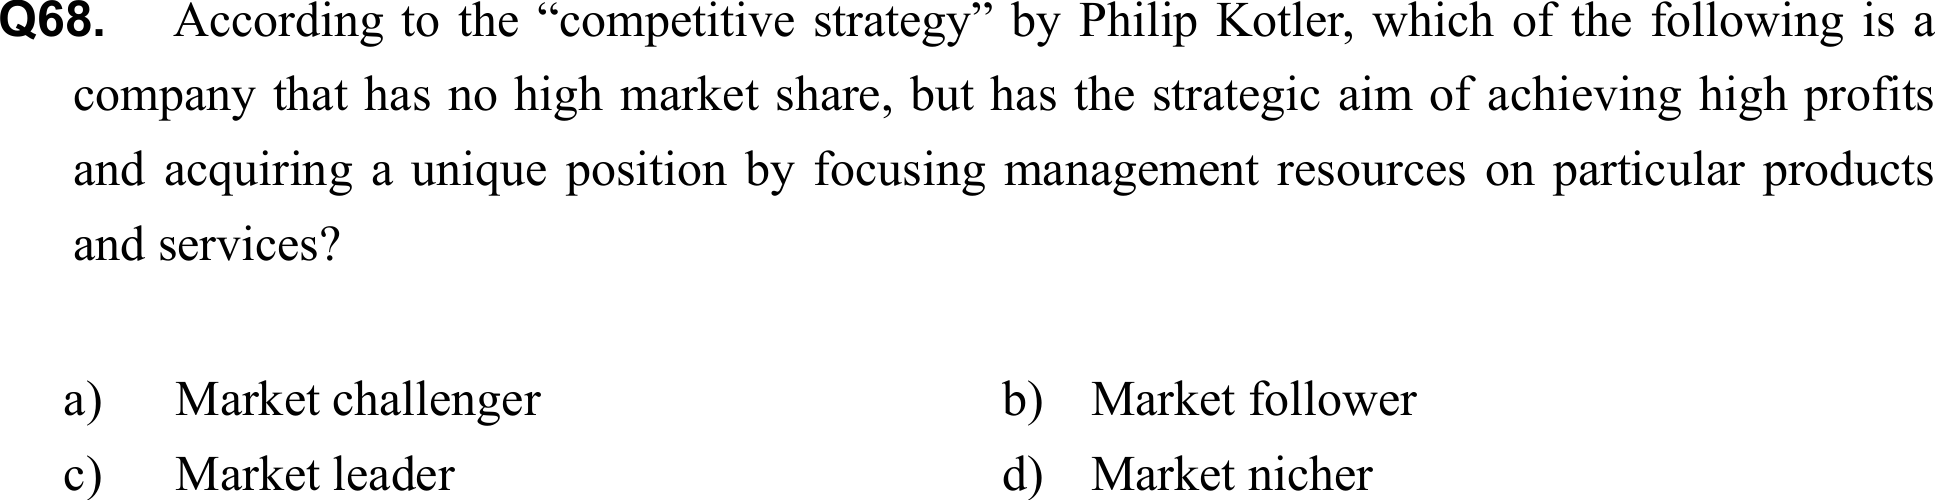 Q68. According to the “competitive strategy” by Philip Kotler, which of the following is a
company that has no high market share, but has the strategic aim of achieving high profits
and acquiring a unique position by focusing management resources on particular products
and services?
a) Market challenger b) Market follower
c) Market leader d) Market nicher